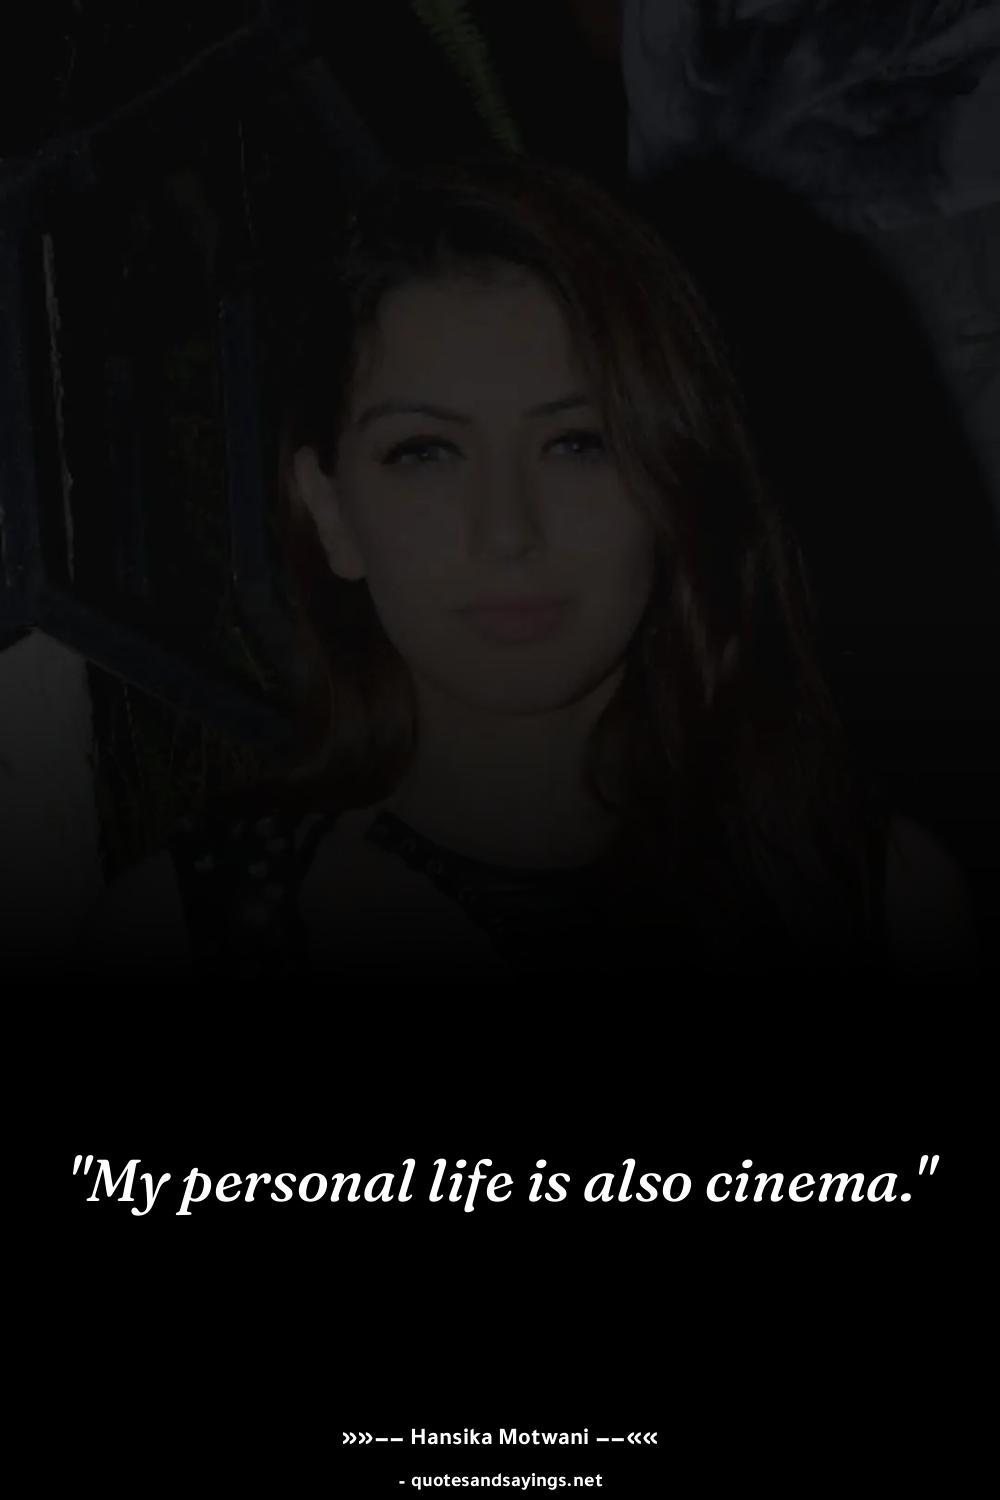 "My personal life is also cinema."
»»−− Hansika Motwani −−««
- quotesandsayings.net